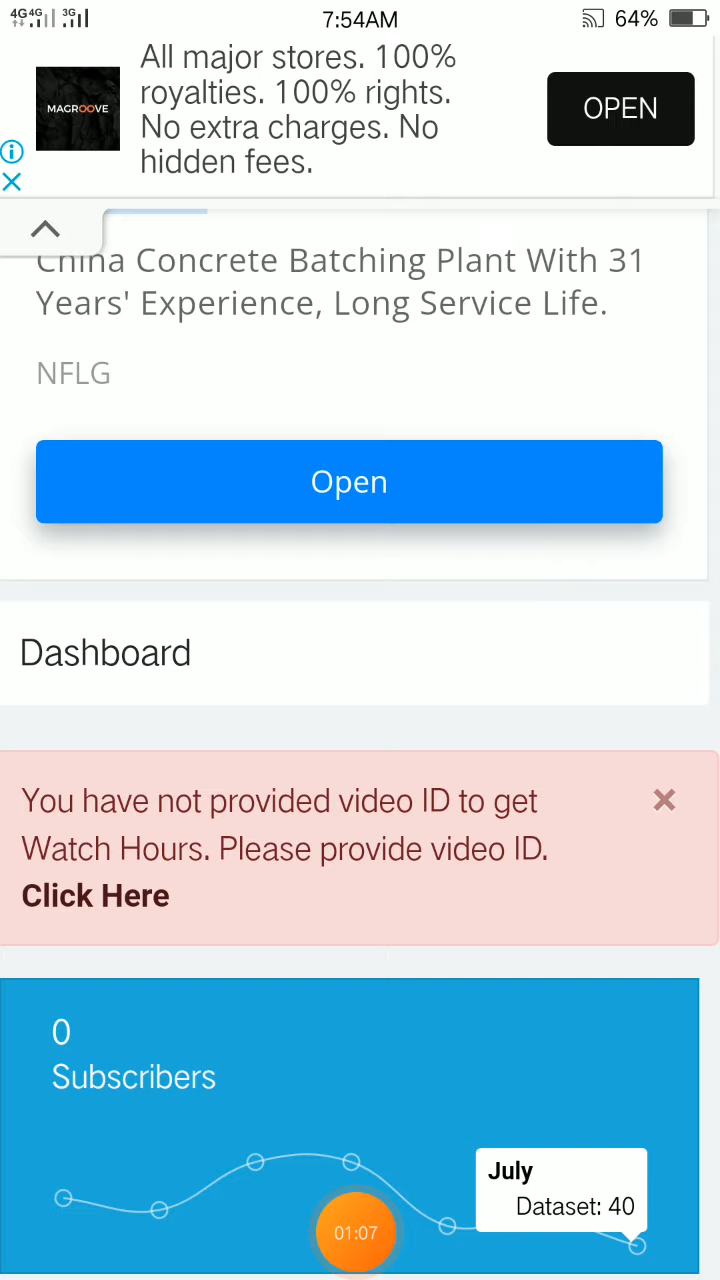 4G 4G 3G 7:54AM 64%
All major stores. 100%
royalties. 100% rights.
No extra charges. No
hidden fees.
MAGROOVE
OPEN
China Concrete Batching Plant With 31
Years' Experience, Long Service Life.
NFLG
Open
Dashboard
You have not provided video ID to get
Watch Hours. Please provide video ID.
Click Here
0
Subscribers
July
Dataset: 40
01:07